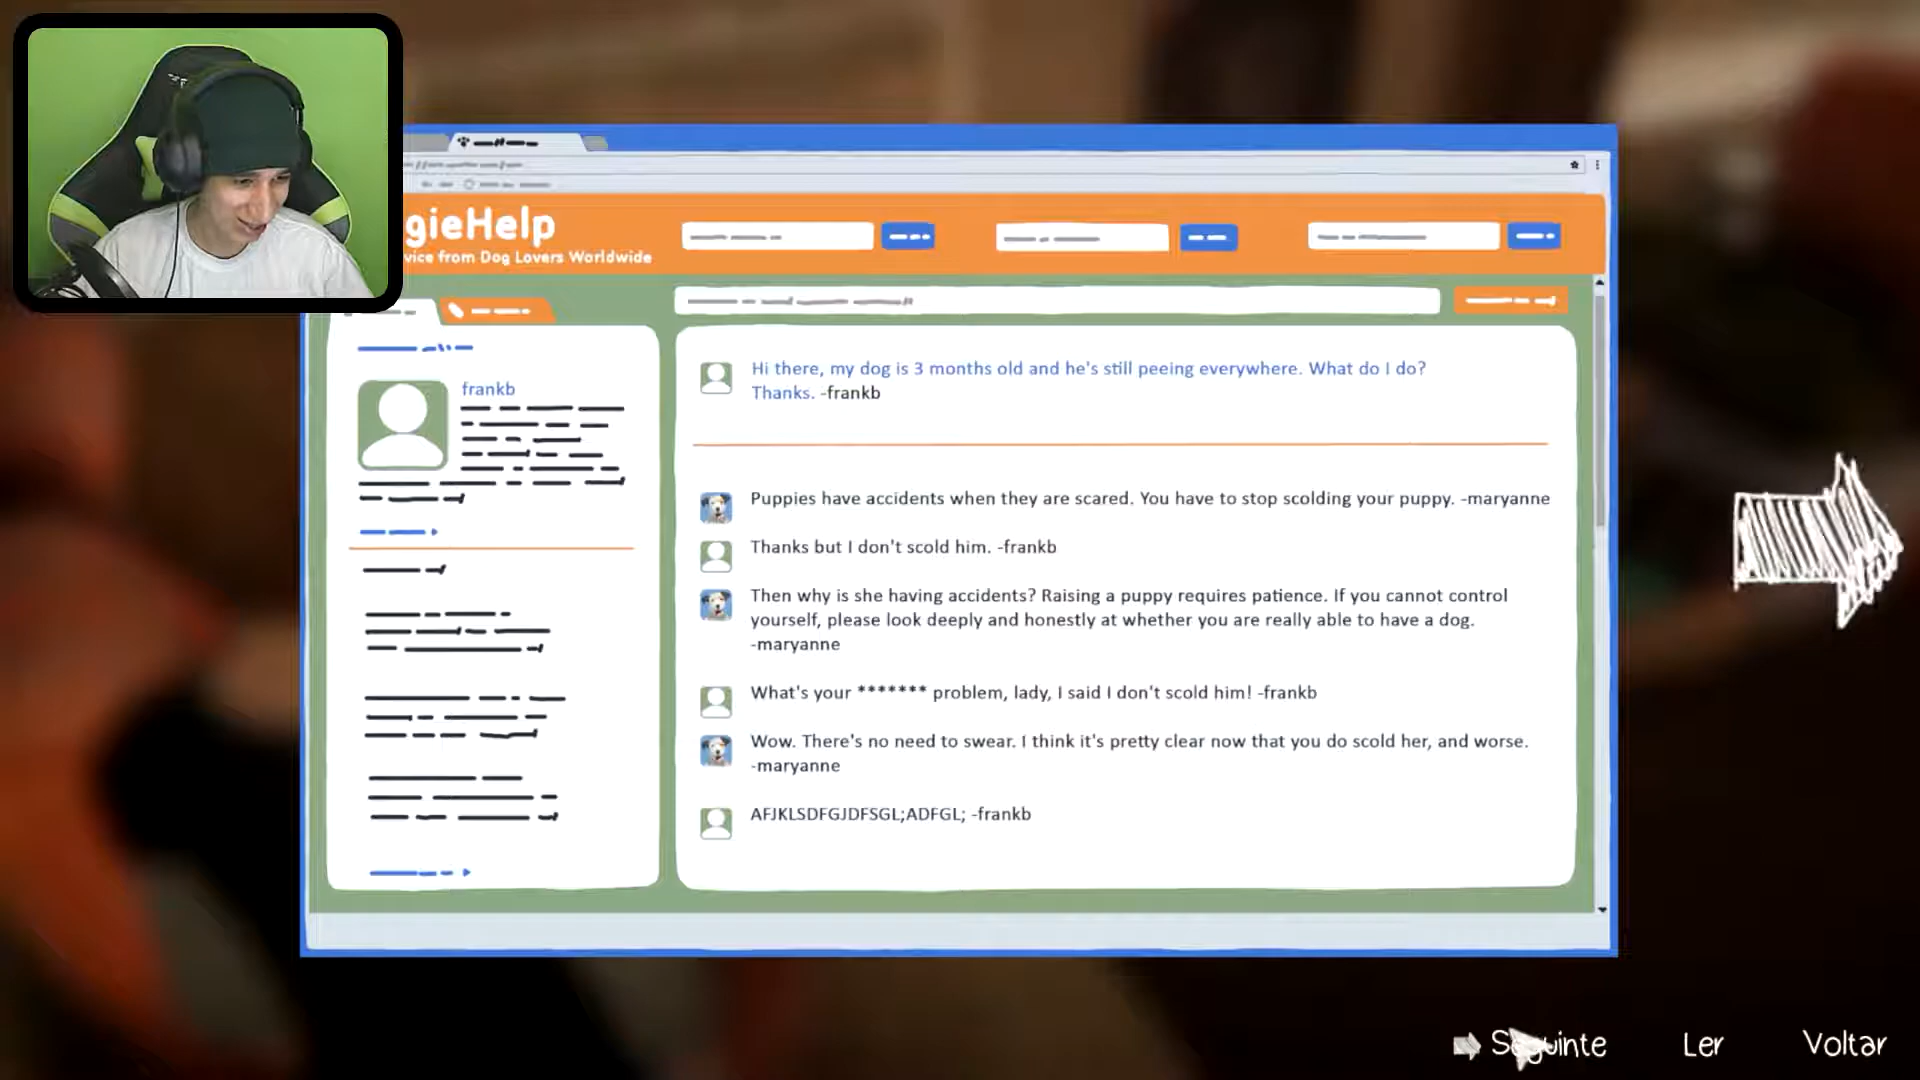 gieHelp
vice from Dog Lovers Worldwide
frankb
Hi there, my dog is 3 months old and he's still peeing everywhere. What do I do?
Thanks. -frankb
Puppies have accidents when they are scared. You have to stop scolding your puppy. -maryanne
Thanks but I don't scold him. -frankb
Then why is she having accidents? Raising a puppy requires patience. If you cannot control
yourself, please look deeply and honestly at whether you are really able to have a dog.
-maryanne
What's your ******* problem, lady, I said I don't scold him! -frankb
Wow. There's no need to swear. I think it's pretty clear now that you do scold her, and worse.
-maryanne
AFJKLSDFGJDFSGL;ADFGL; -frankb
Seguinte Ler Voltar